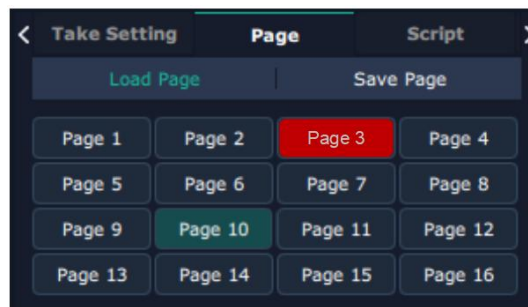 Take Setting Page Script
Load Page Save Page
Page 1 Page 2 Page 3 Page 4
Page 5 Page 6 Page 7 Page 8
Page 9 Page 10 Page 11 Page 12
Page 13 Page 14 Page 15 Page 16